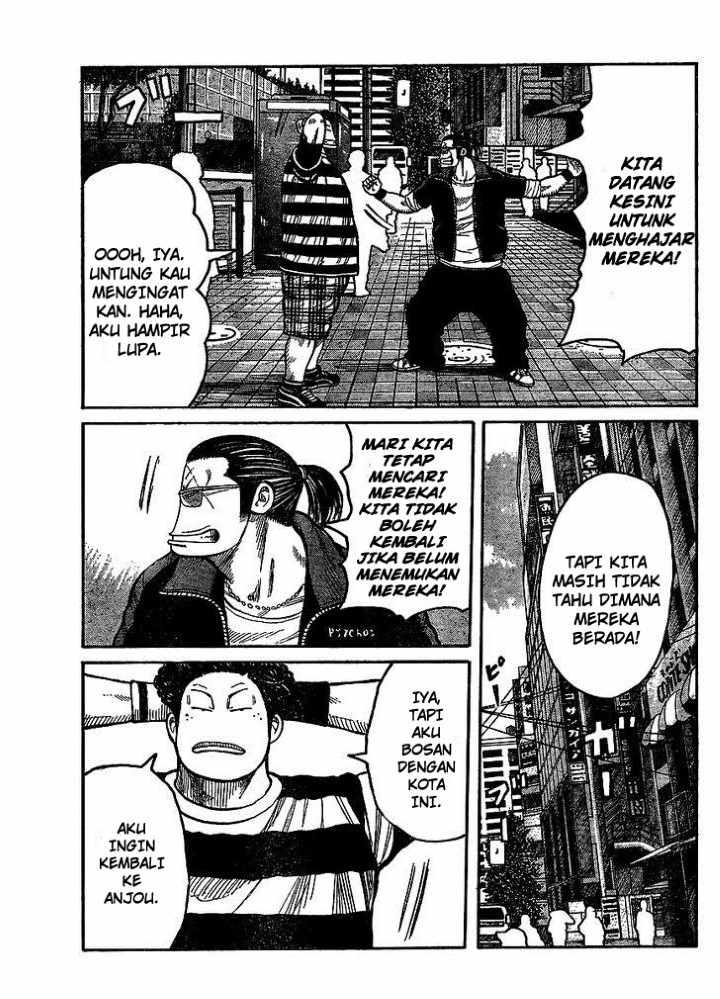 KITA
DATANG
KESINI
UNTUNK
MENGHAJAR
MEREKA!
OOOH, IYA.
UNTUNG KAU
MENGINGAT
KAN. HAHA,
AKU HAMPIR
LUPA.
TAPI KITA
MASIH TIDAK
TAHU DIMANA
MEREKA
BERADA!
MARI KITA
TETAP
MENCARI
MEREKA!
KITA TIDAK
BOLEH
KEMBALI
JIKA BELUM
MENEMUKAN
MEREKA!
IYA,
TAPI
AKU
BOSAN
DENGAN
KOTA
INI.
AKU
INGIN
KEMBALI
KE
ANJOU.